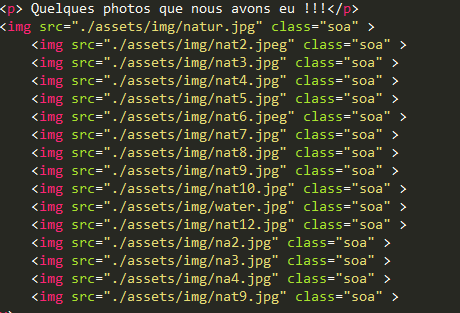 <p> Quelques photos que nous avons eu !!!</p>
<img src="./assets/img/natur.jpg" class="soa" >
<img src="./assets/img/nat2.jpeg" class="soa" >
<img src="./assets/img/nat3.jpg" class="soa" >
<img src="./assets/img/nat4.jpg" class="soa" >
<img src="./assets/img/nat5.jpg" class="soa" >
<img src="./assets/img/nat6.jpeg" class="soa" >
<img src="./assets/img/nat7.jpg" class="soa" >
<img src="./assets/img/nat8.jpg" class="soa" >
<img src="./assets/img/nat9.jpg" class="soa" >
<img src="./assets/img/nat10.jpg" class="soa" >
<img src="./assets/img/water.jpg" class="soa" >
<img src="./assets/img/nat12.jpg" class="soa" >
<img src="./assets/img/na2.jpg" class="soa" >
<img src="./assets/img/na3.jpg" class="soa" >
<img src="./assets/img/na4.jpg" class="soa" >
<img src="./assets/img/nat9.jpg" class="soa" >